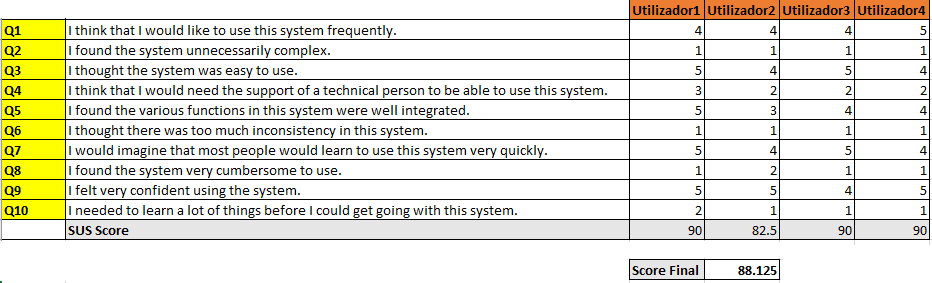 Utilizador1 Utilizador2 Utilizador3 Utilizador4
Q1 I think that I would like to use this system frequently. 4 4 4 5
Q2 I found the system unnecessarily complex. 1 1 1 1
Q3 I thought the system was easy to use. 5 4 5 4
Q4 I think that I would need the support of a technical person to be able to use this system. 3 2 2 2
Q5 I found the various functions in this system were well integrated. 5 3 4 4
Q6 I thought there was too much inconsistency in this system. 1 1 1 1
Q7 I would imagine that most people would learn to use this system very quickly. 5 4 5 4
Q8 I found the system very cumbersome to use. 1 2 1 1
Q9 I felt very confident using the system. 5 5 4 5
Q10 I needed to learn a lot of things before I could get going with this system. 2 1 1 1
SUS Score 90 82.5 90 90
Score Final 88.125